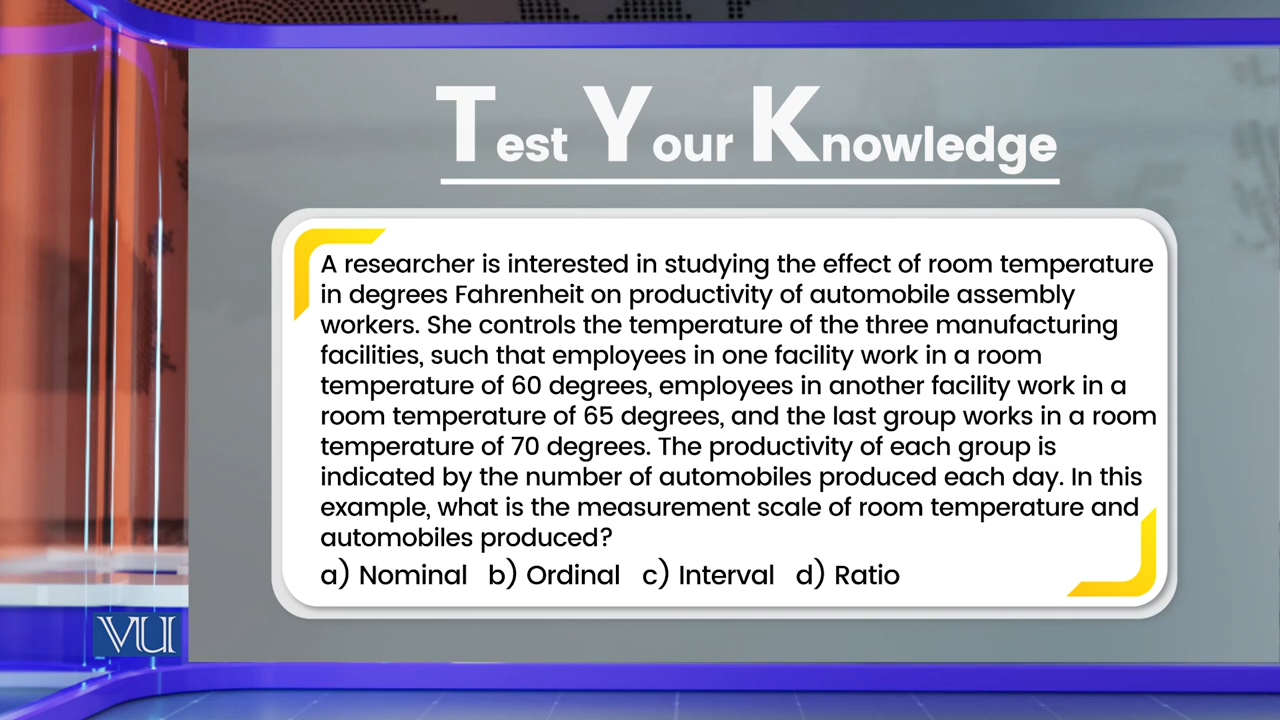 Test Your Knowledge
A researcher is interested in studying the effect of room temperature
in degrees Fahrenheit on productivity of automobile assembly
workers. She controls the temperature of the three manufacturing
facilities, such that employees in one facility work in a room
temperature of 60 degrees, employees in another facility work in a
room temperature of 65 degrees, and the last group works in a room
temperature of 70 degrees. The productivity of each group is
indicated by the number of automobiles produced each day. In this
example, what is the measurement scale of room temperature and
automobiles produced?
a) Nominal b) Ordinal c) Interval d) Ratio
VU